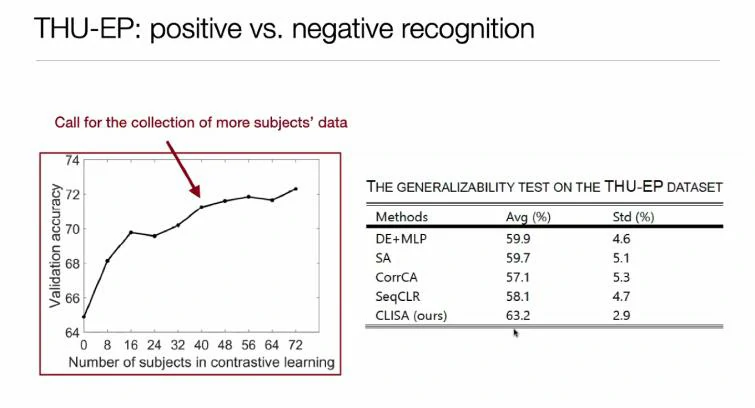 THU-EP: positive vs. negative recognition
Call for the collection of more subjects' data
74
72
70
68
66
64
Validation accuracy
0 8 16 24 32 40 48 56 64 72
Number of subjects in contrastive learning
THE GENERALIZABILITY TEST ON THE THU-EP DATASET
Methods Avg (%) Std (%)
DE+MLP 59.9 4.6
SA 59.7 5.1
CorrCA 57.1 5.3
SeqCLR 58.1 4.7
CLISA (ours) 63.2 2.9